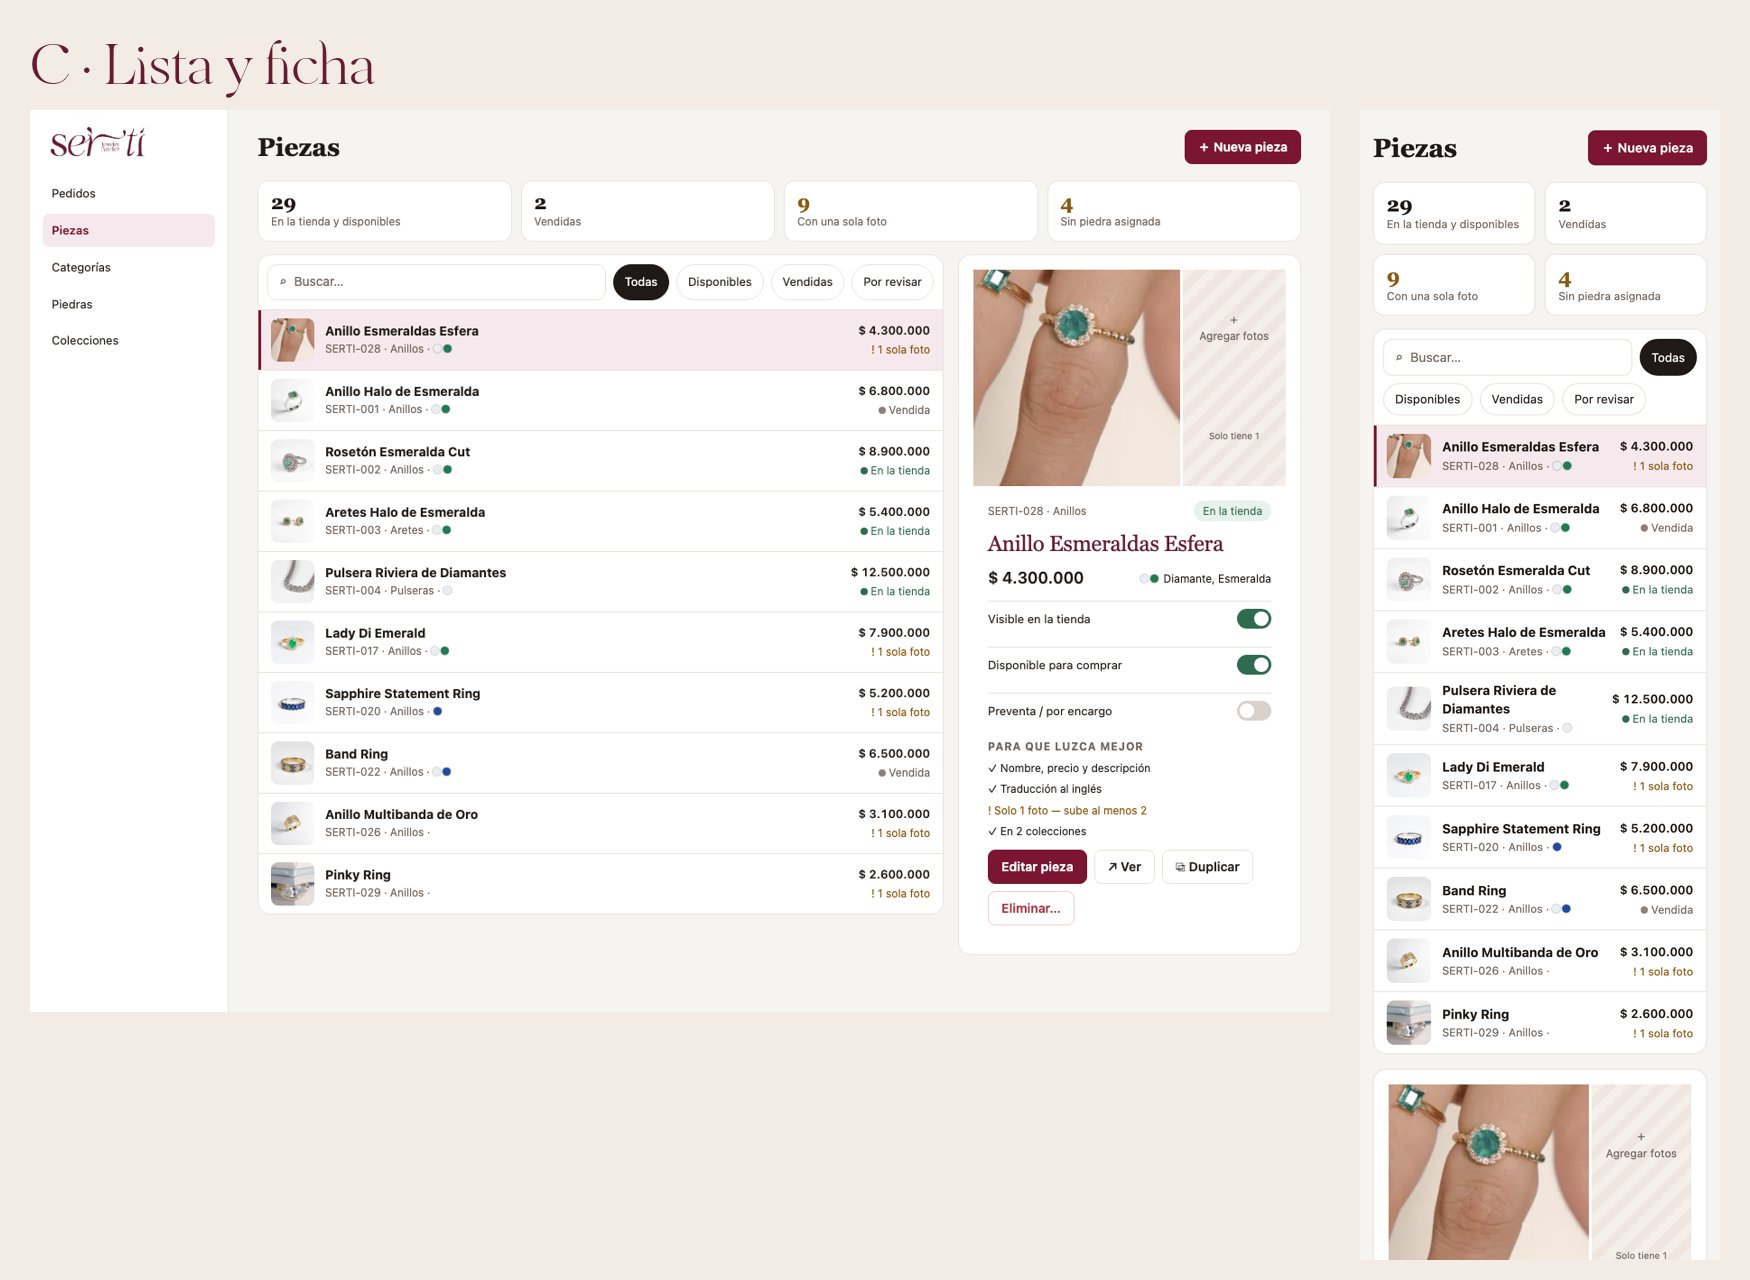 C · Lista y ficha
ser'ti
Pedidos
Piezas
Categorías
Piedras
Colecciones
Piezas
+ Nueva pieza
29
En la tienda y disponibles
2
Vendidas
9
Con una sola foto
4
Sin piedra asignada
Buscar...
Todas
Disponibles
Vendidas
Por revisar
Anillo Esmeraldas Esfera
$ 4.300.000
SERTI-028 · Anillos ·
! 1 sola foto
Anillo Halo de Esmeralda
$ 6.800.000
SERTI-001 · Anillos ·
Vendida
Rosetón Esmeralda Cut
$ 8.900.000
SERTI-002 · Anillos ·
En la tienda
Aretes Halo de Esmeralda
$ 5.400.000
SERTI-003 · Aretes ·
En la tienda
Pulsera Riviera de Diamantes
$ 12.500.000
SERTI-004 · Pulseras ·
En la tienda
Lady Di Emerald
$ 7.900.000
SERTI-017 · Anillos ·
! 1 sola foto
Sapphire Statement Ring
$ 5.200.000
SERTI-020 · Anillos ·
! 1 sola foto
Band Ring
$ 6.500.000
SERTI-022 · Anillos ·
Vendida
Anillo Multibanda de Oro
$ 3.100.000
SERTI-026 · Anillos ·
! 1 sola foto
Pinky Ring
$ 2.600.000
SERTI-029 · Anillos ·
! 1 sola foto
+
Agregar fotos
Solo tiene 1
SERTI-028 · Anillos
En la tienda
Anillo Esmeraldas Esfera
$ 4.300.000
Diamante, Esmeralda
Visible en la tienda
Disponible para comprar
Preventa / por encargo
PARA QUE LUZCA MEJOR
✓ Nombre, precio y descripción
✓ Traducción al inglés
! Solo 1 foto — sube al menos 2
✓ En 2 colecciones
Editar pieza
↗ Ver
Duplicar
Eliminar...
Piezas
+ Nueva pieza
29
En la tienda y disponibles
2
Vendidas
9
Con una sola foto
4
Sin piedra asignada
Buscar...
Todas
Disponibles
Vendidas
Por revisar
Anillo Esmeraldas Esfera
$ 4.300.000
SERTI-028 · Anillos ·
! 1 sola foto
Anillo Halo de Esmeralda
$ 6.800.000
SERTI-001 · Anillos ·
Vendida
Rosetón Esmeralda Cut
$ 8.900.000
SERTI-002 · Anillos ·
En la tienda
Aretes Halo de Esmeralda
$ 5.400.000
SERTI-003 · Aretes ·
En la tienda
Pulsera Riviera de
Diamantes
$ 12.500.000
SERTI-004 · Pulseras ·
En la tienda
Lady Di Emerald
$ 7.900.000
SERTI-017 · Anillos ·
! 1 sola foto
Sapphire Statement Ring
$ 5.200.000
SERTI-020 · Anillos ·
! 1 sola foto
Band Ring
$ 6.500.000
SERTI-022 · Anillos ·
Vendida
Anillo Multibanda de Oro
$ 3.100.000
SERTI-026 · Anillos ·
! 1 sola foto
Pinky Ring
$ 2.600.000
SERTI-029 · Anillos ·
! 1 sola foto
+
Agregar fotos
Solo tiene 1